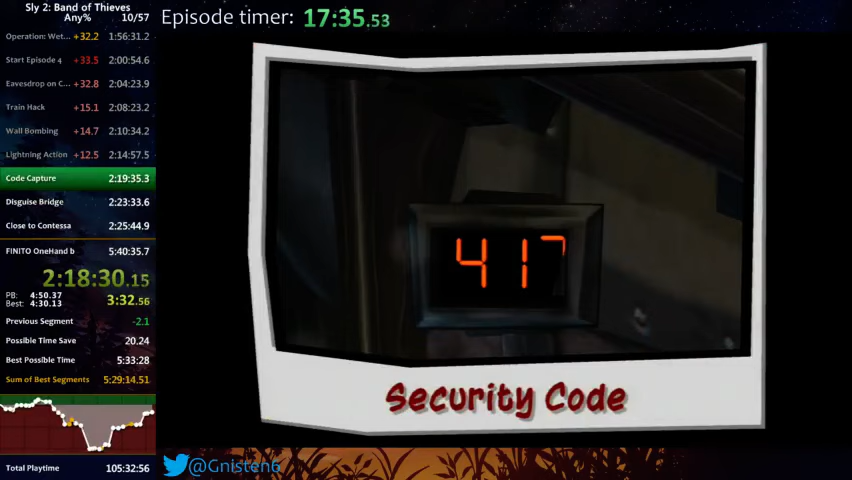 Sly 2: Band of Thieves
Any% 10/57
Operation: Wet... +32.2 1:56:31.2
Start Episode 4 +33.5 2:00:54.6
Eavesdrop on C... +32.8 2:04:23.9
Train Hack +15.1 2:08:23.2
Wall Bombing +14.7 2:10:34.2
Lightning Action +12.5 2:14:57.5
Code Capture 2:19:35.3
Disguise Bridge 2:23:33.6
Close to Contessa 2:25:44.9
FINITO OneHand b 5:40:35.7
2:18:30.15
PB: 4:50.37
Best: 4:30.13
3:32.56
Previous Segment -2.1
Possible Time Save 20.24
Best Possible Time 5:33:28
Sum of Best Segments 5:29:14.51
Total Playtime 105:32:56
Episode timer: 17:35.53
417
Security Code
@Gnisten6